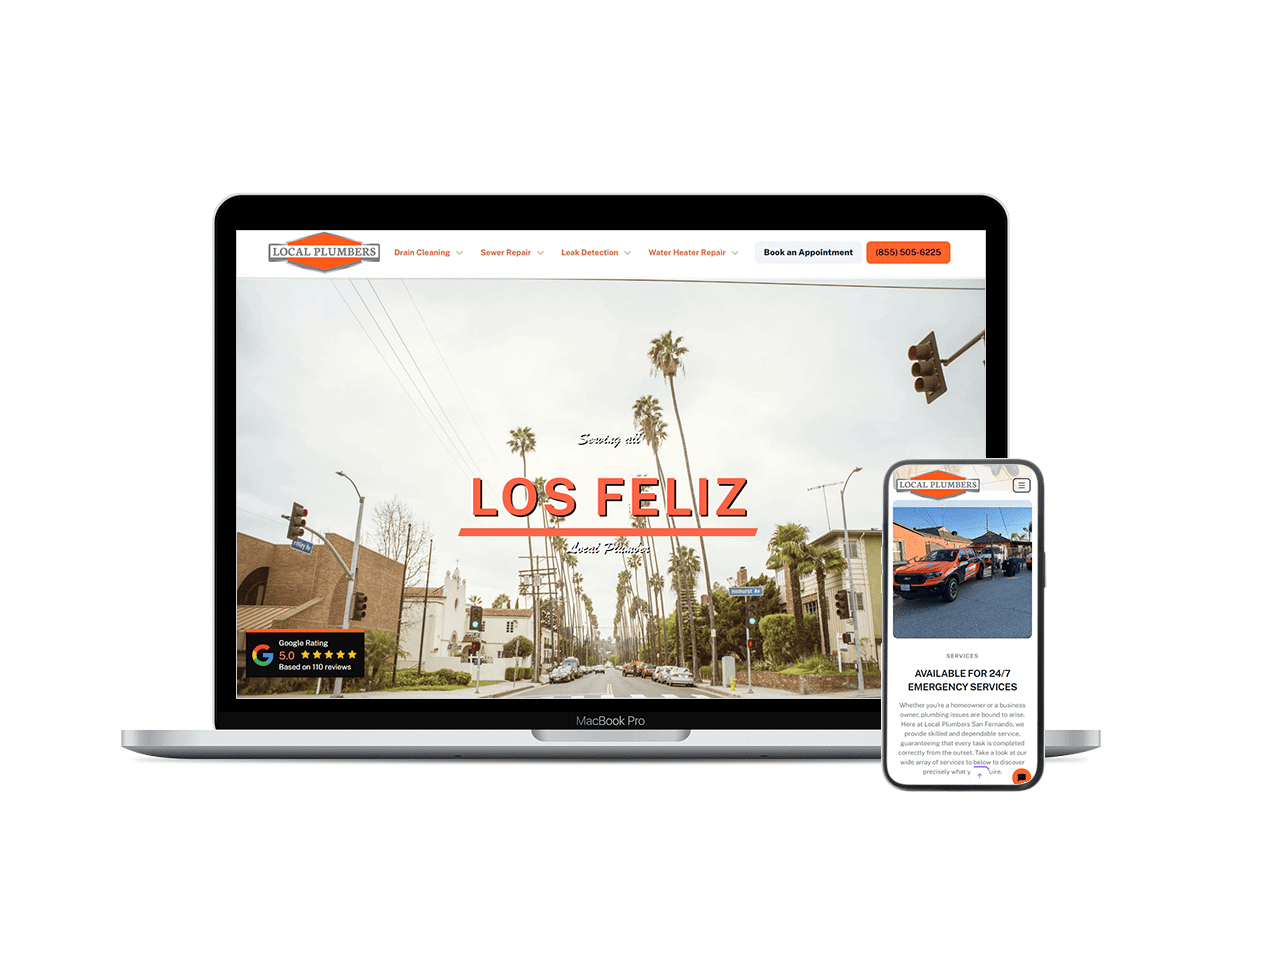 LOCAL PLUMBERS
Drain Cleaning
Sewer Repair
Leak Detection
Water Heater Repair
Book an Appointment
(855) 505-6225
Serving all
LOS FELIZ
Local Plumber
Hillhurst Av
Google Rating
5.0
Based on 110 reviews
MacBook Pro
LOCAL PLUMBERS
SERVICES
AVAILABLE FOR 24/7
EMERGENCY SERVICES
Whether you're a homeowner or a business
owner, plumbing issues are bound to arise.
Here at Local Plumbers San Fernando, we
provide skilled and dependable service,
guaranteeing that every task is completed
correctly from the outset. Take a look at our
wide array of services to below to discover
precisely what y uire.